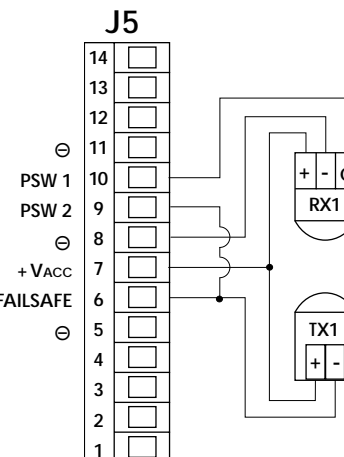 J5
14
13
12
⊖ 11
PSW 1 10
PSW 2 9
⊖ 8
+ VACC 7
FAILSAFE 6
⊖ 5
4
3
2
1
+ -
RX1
TX1
+ -